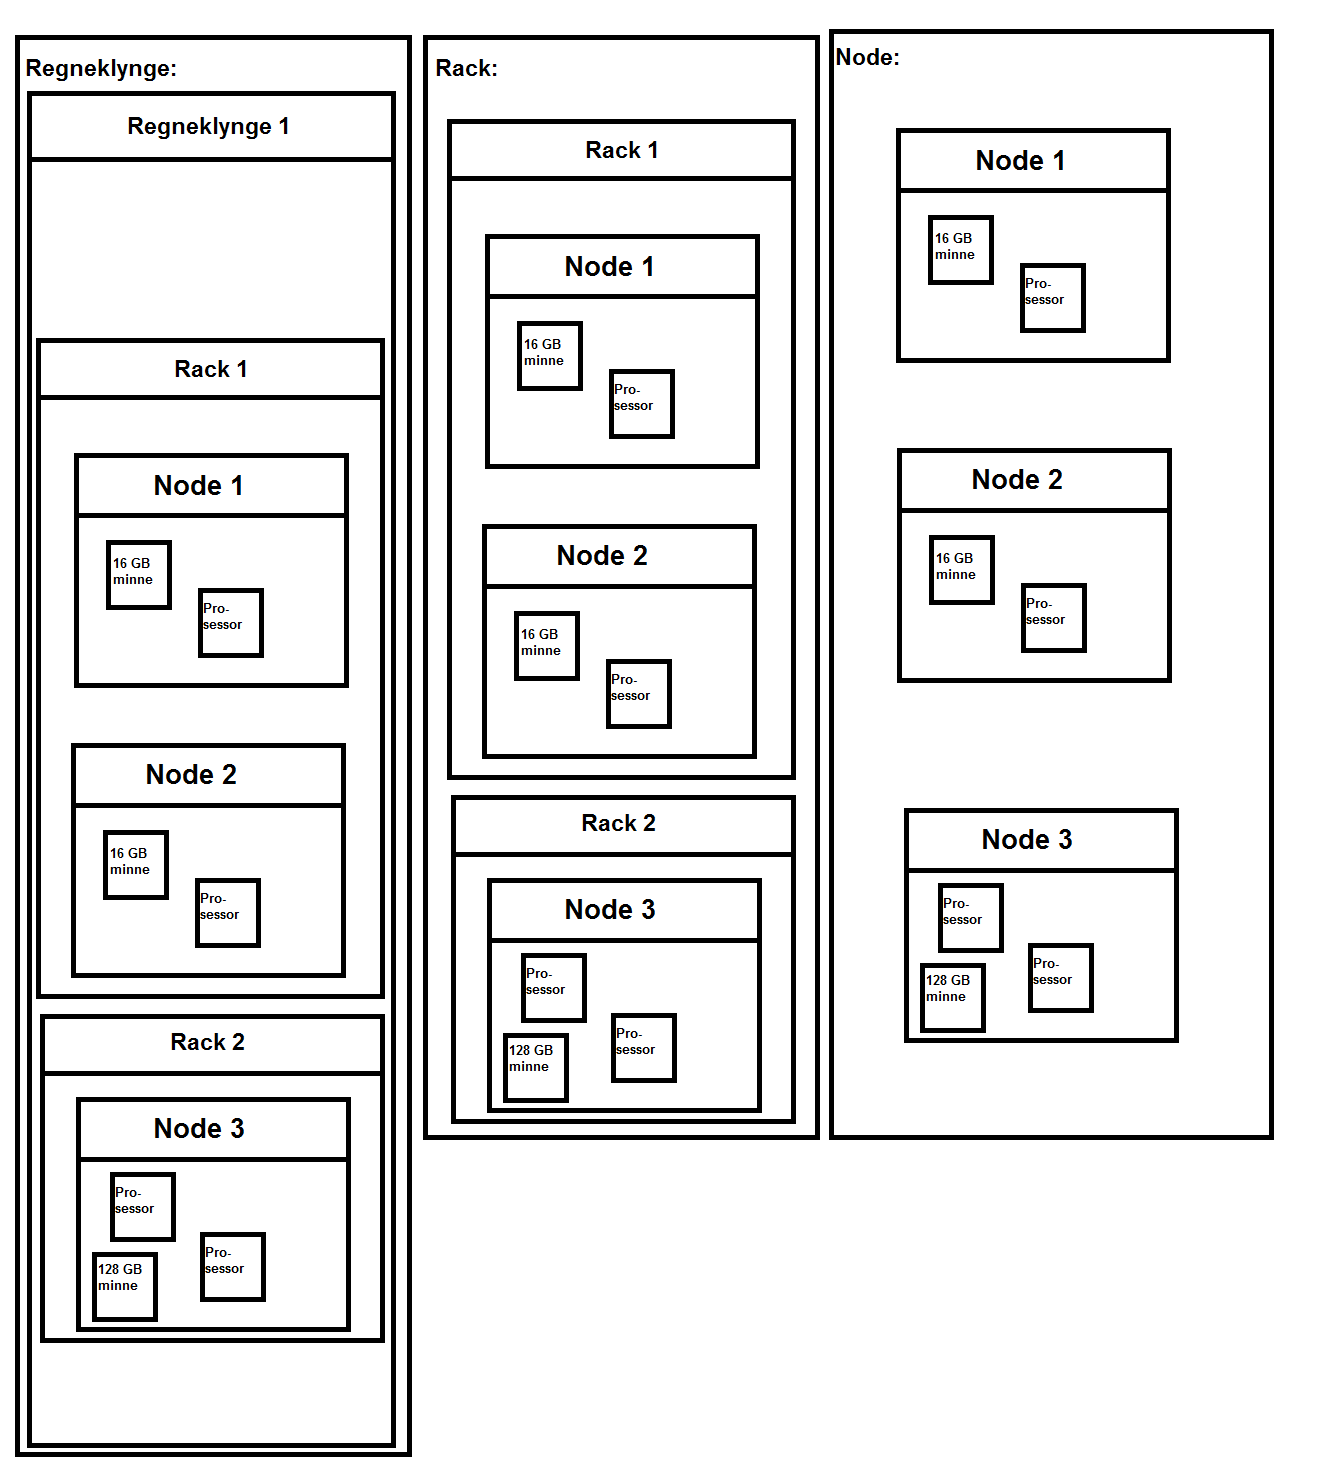 Regneklynge:
Regneklynge 1
Rack 1
Node 1
16 GB
minne
Pro-
sessor
Node 2
16 GB
minne
Pro-
sessor
Rack 2
Node 3
Pro-
sessor
Pro-
sessor
128 GB
minne
Rack:
Rack 1
Node 1
16 GB
minne
Pro-
sessor
Node 2
16 GB
minne
Pro-
sessor
Rack 2
Node 3
Pro-
sessor
Pro-
sessor
128 GB
minne
Node:
Node 1
16 GB
minne
Pro-
sessor
Node 2
16 GB
minne
Pro-
sessor
Node 3
Pro-
sessor
Pro-
sessor
128 GB
minne